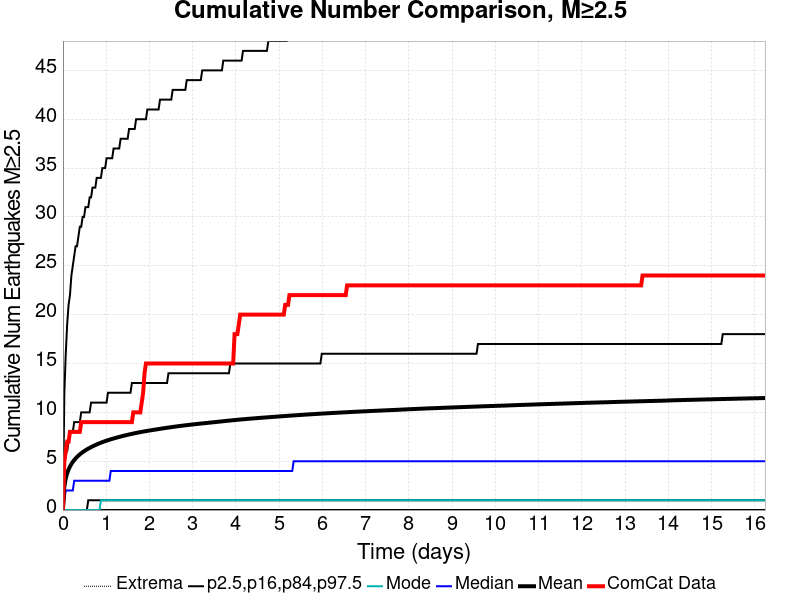 Cumulative Number Comparison, M≥2.5
Cumulative Num Earthquakes M≥2.5
45
40
35
30
25
20
15
10
5
0
0 1 2 3 4 5 6 7 8 9 10 11 12 13 14 15 16
Time (days)
Extrema p2.5,p16,p84,p97.5 Mode Median Mean ComCat Data